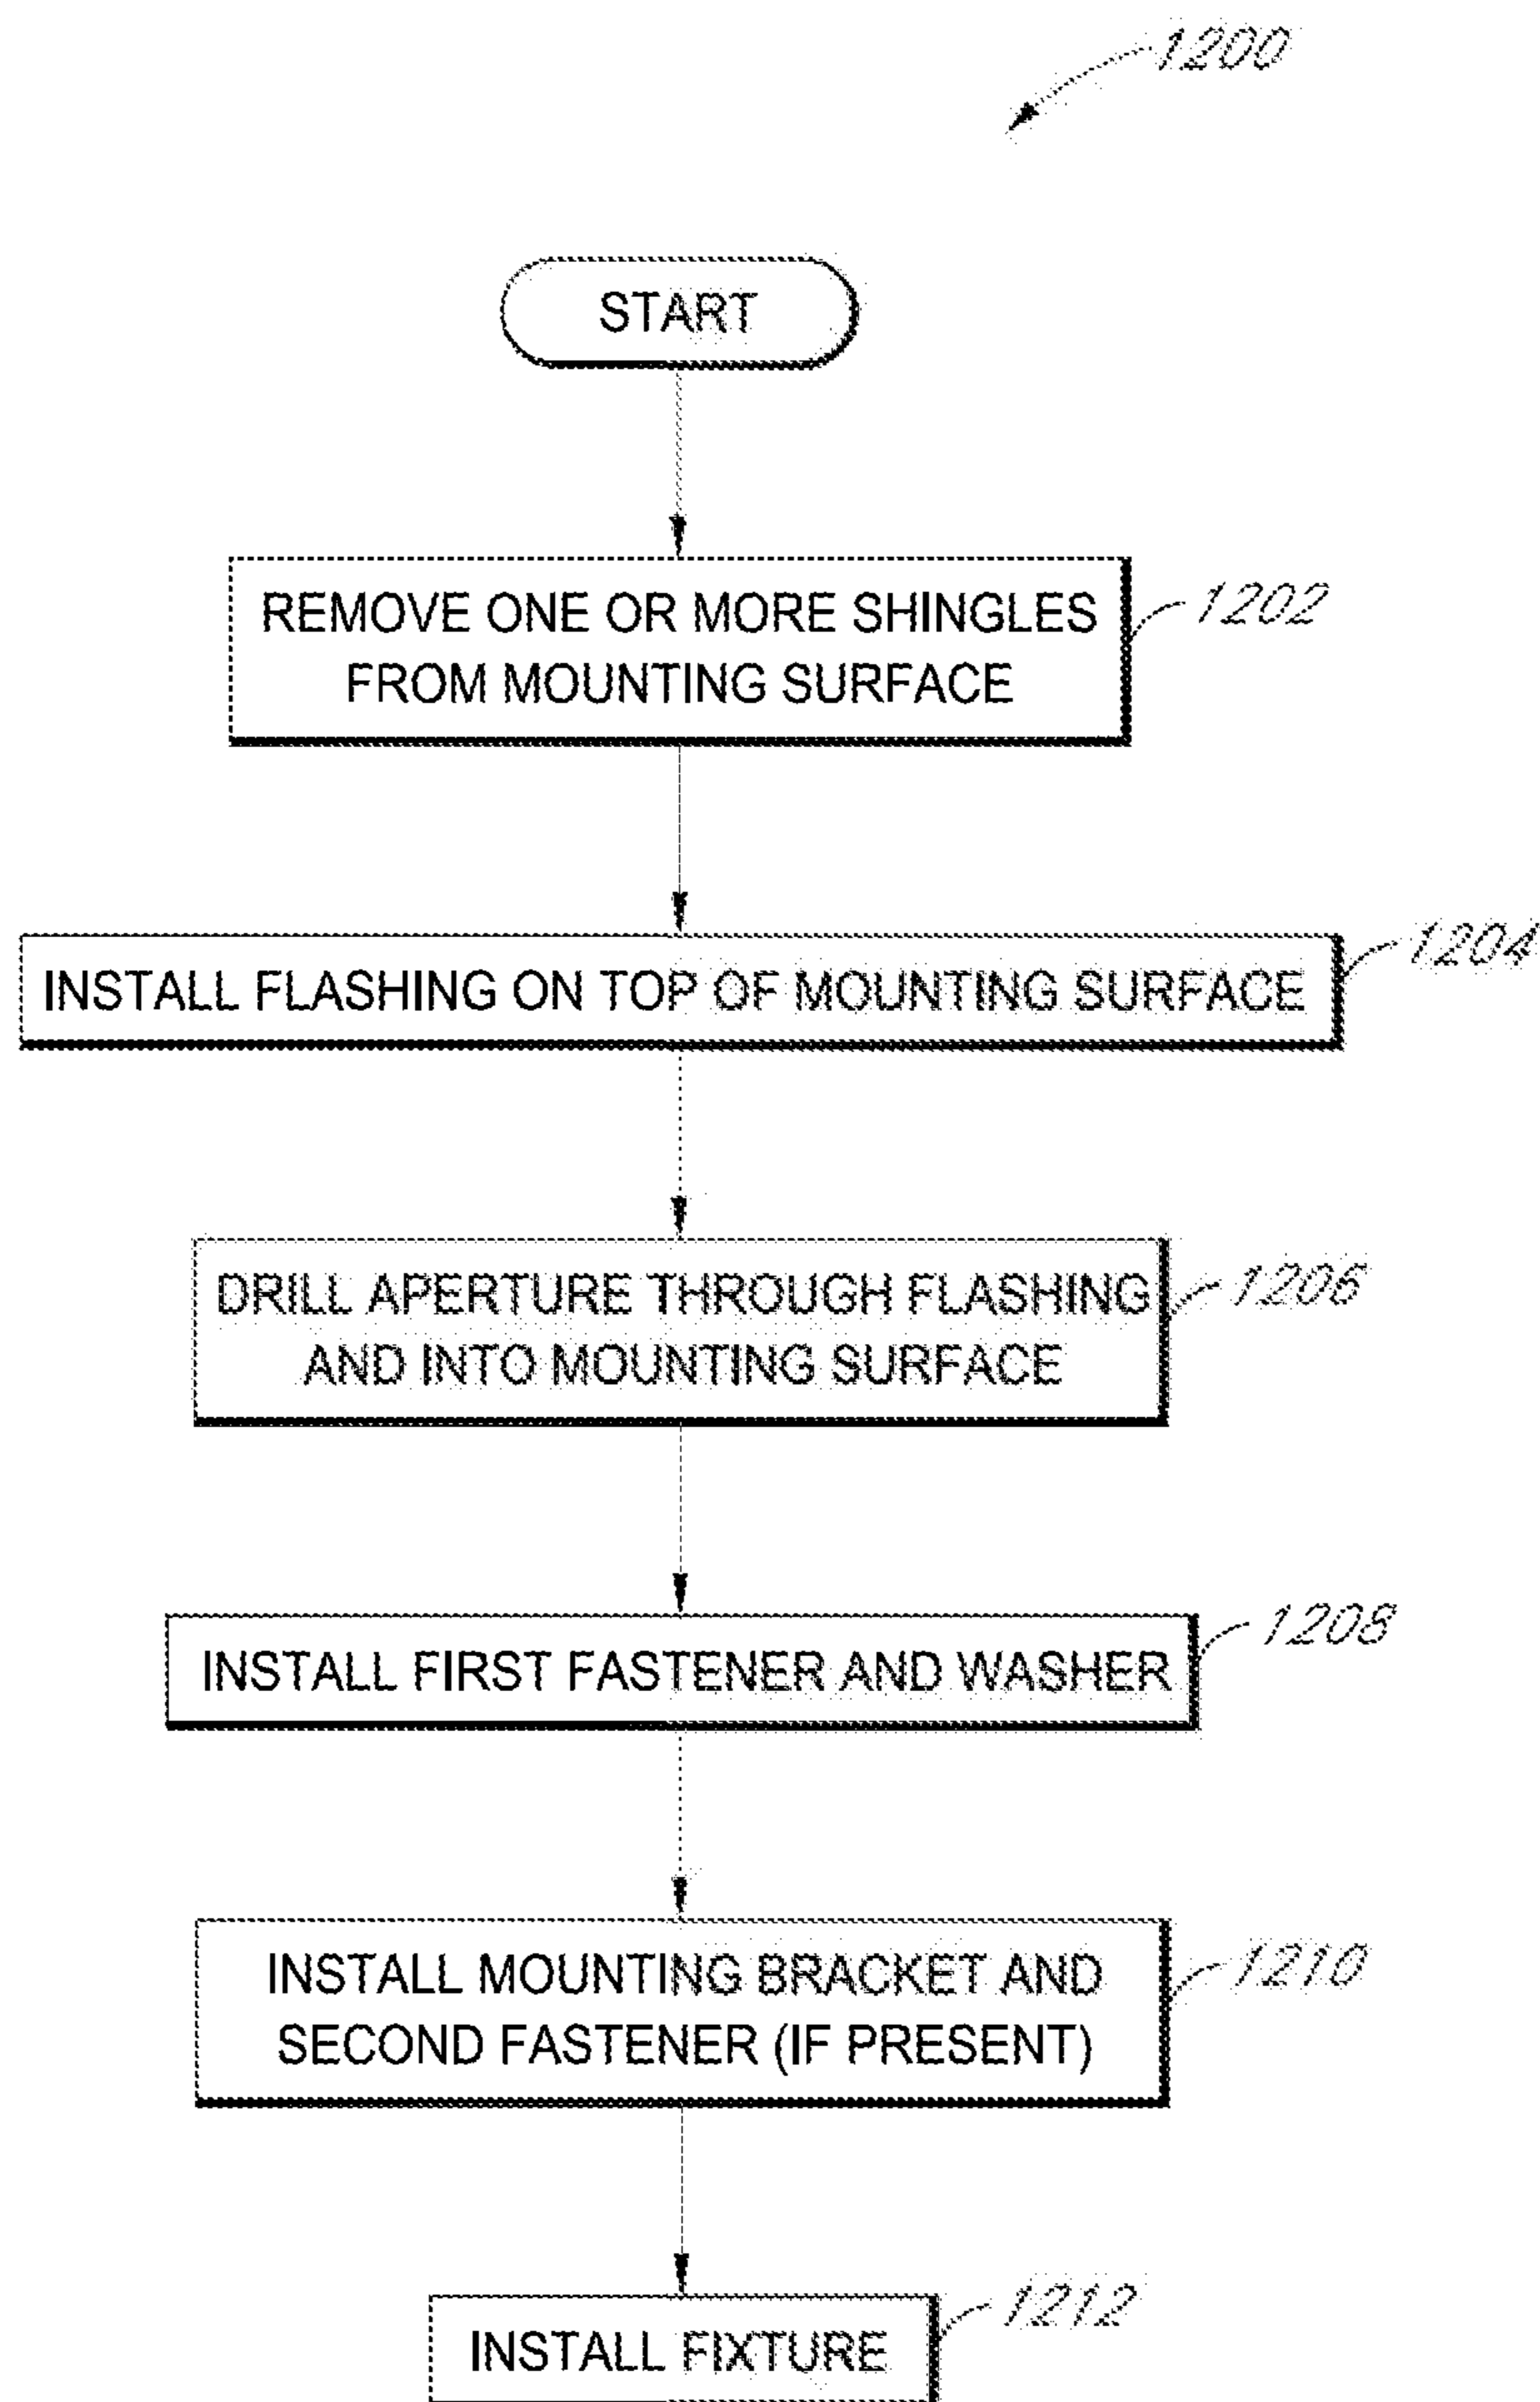 1200
START
REMOVE ONE OR MORE SHINGLES
FROM MOUNTING SURFACE
1202
INSTALL FLASHING ON TOP OF MOUNTING SURFACE
1204
DRILL APERTURE THROUGH FLASHING
AND INTO MOUNTING SURFACE
1206
INSTALL FIRST FASTENER AND WASHER
1208
INSTALL MOUNTING BRACKET AND
SECOND FASTENER (IF PRESENT)
1210
INSTALL FIXTURE
1212